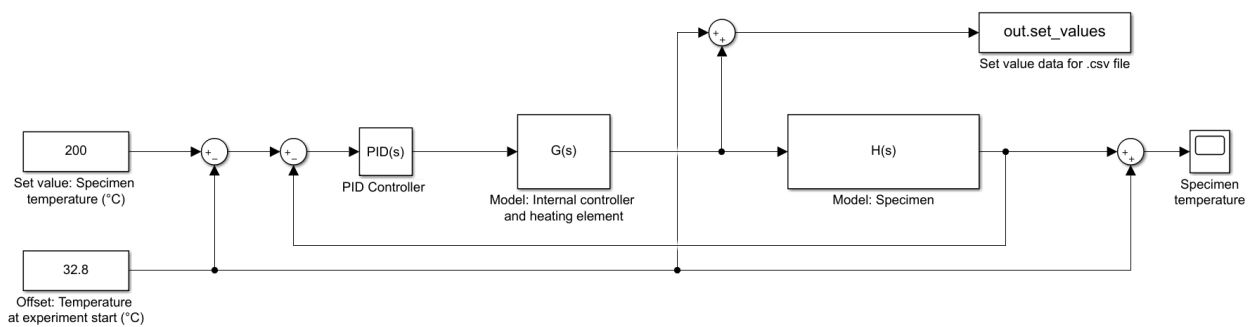 +
+
out.set_values
Set value data for .csv file
200
+
−
+
−
PID(s)
G(s)
H(s)
+
+
Set value: Specimen
temperature (°C)
PID Controller
Model: Internal controller
and heating element
Model: Specimen
Specimen
temperature
32.8
Offset: Temperature
at experiment start (°C)